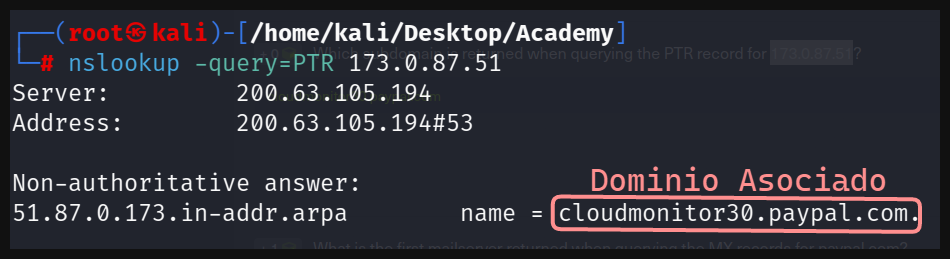 ┌──(root㉿kali)-[/home/kali/Desktop/Academy]
└─# nslookup -query=PTR 173.0.87.51
Which subdomain is returned when querying the PTR record for 173.0.87.51?
Server: 200.63.105.194
Address: 200.63.105.194#53
Non-authoritative answer:
Dominio Asociado
51.87.0.173.in-addr.arpa name = cloudmonitor30.paypal.com.
What is the first mailserver returned when querying the MX records for paypal.com?